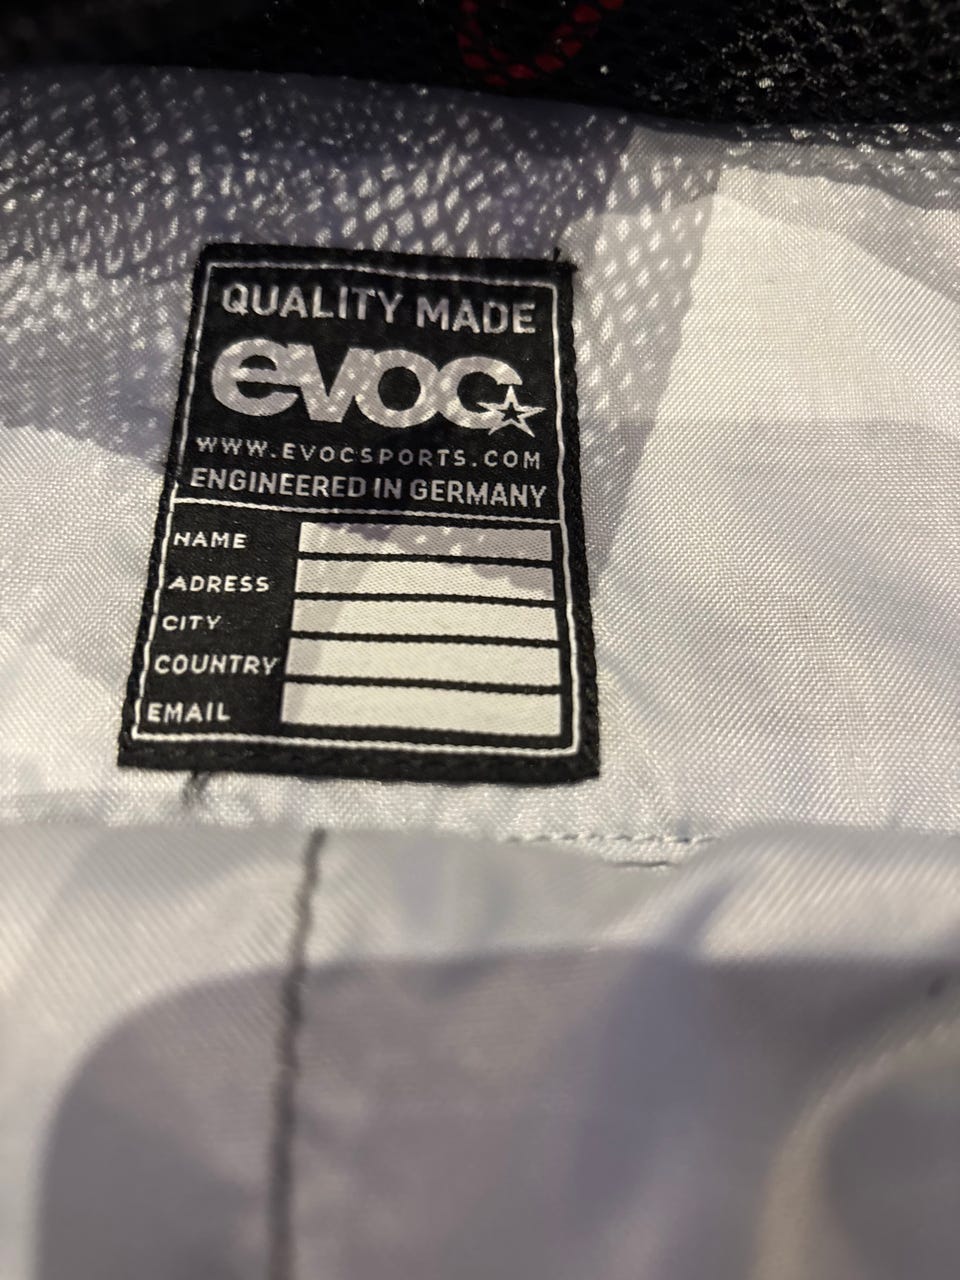 QUALITY MADE
evoc
WWW.EVOCSPORTS.COM
ENGINEERED IN GERMANY
NAME
ADRESS
CITY
COUNTRY
EMAIL